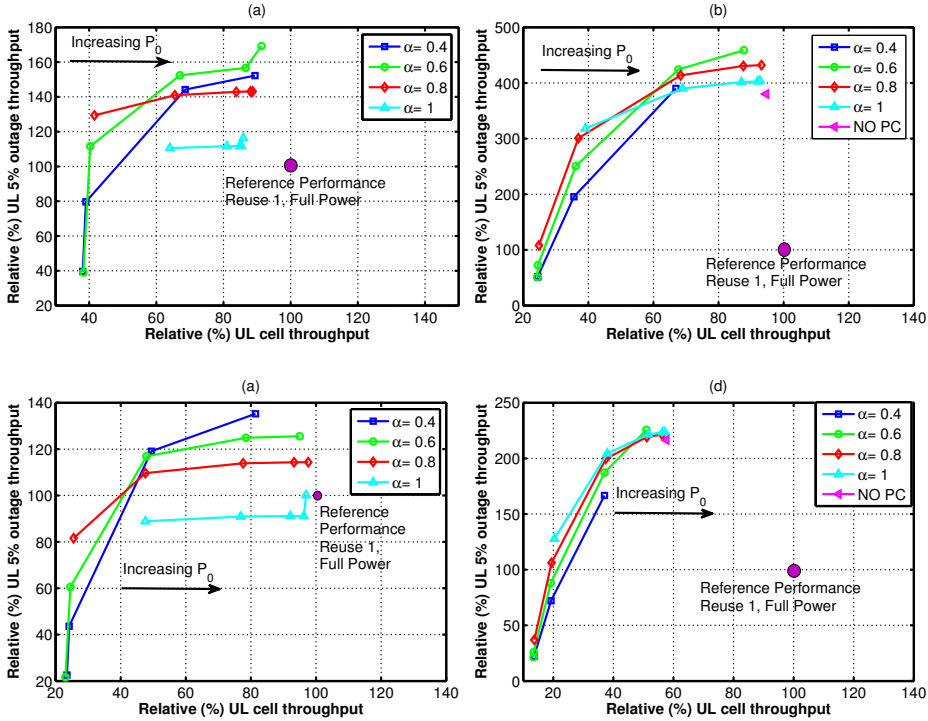 (a)
Relative (%) UL 5% outage throughput
180
160
140
120
100
80
60
40
20
Increasing P0
α= 0.4
α= 0.6
α= 0.8
α= 1
Reference Performance
Reuse 1, Full Power
40
60
80
100
120
140
Relative (%) UL cell throughput
(b)
Relative (%) UL 5% outage throughput
500
400
300
200
100
0
Increasing P0
α= 0.4
α= 0.6
α= 0.8
α= 1
NO PC
Reference Performance
Reuse 1, Full Power
20
40
60
80
100
120
140
Relative (%) UL cell throughput
(a)
Relative (%) UL 5% outage throughput
140
120
100
80
60
40
20
α= 0.4
α= 0.6
α= 0.8
α= 1
Reference
Performance
Reuse 1,
Full Power
Increasing P0
20
40
60
80
100
120
140
Relative (%) UL cell throughput
(d)
Relative (%) UL 5% outage throughput
250
200
150
100
50
0
α= 0.4
α= 0.6
α= 0.8
α= 1
NO PC
Increasing P0
Reference Performance
Reuse 1, Full Power
20
40
60
80
100
120
140
Relative (%) UL cell throughput